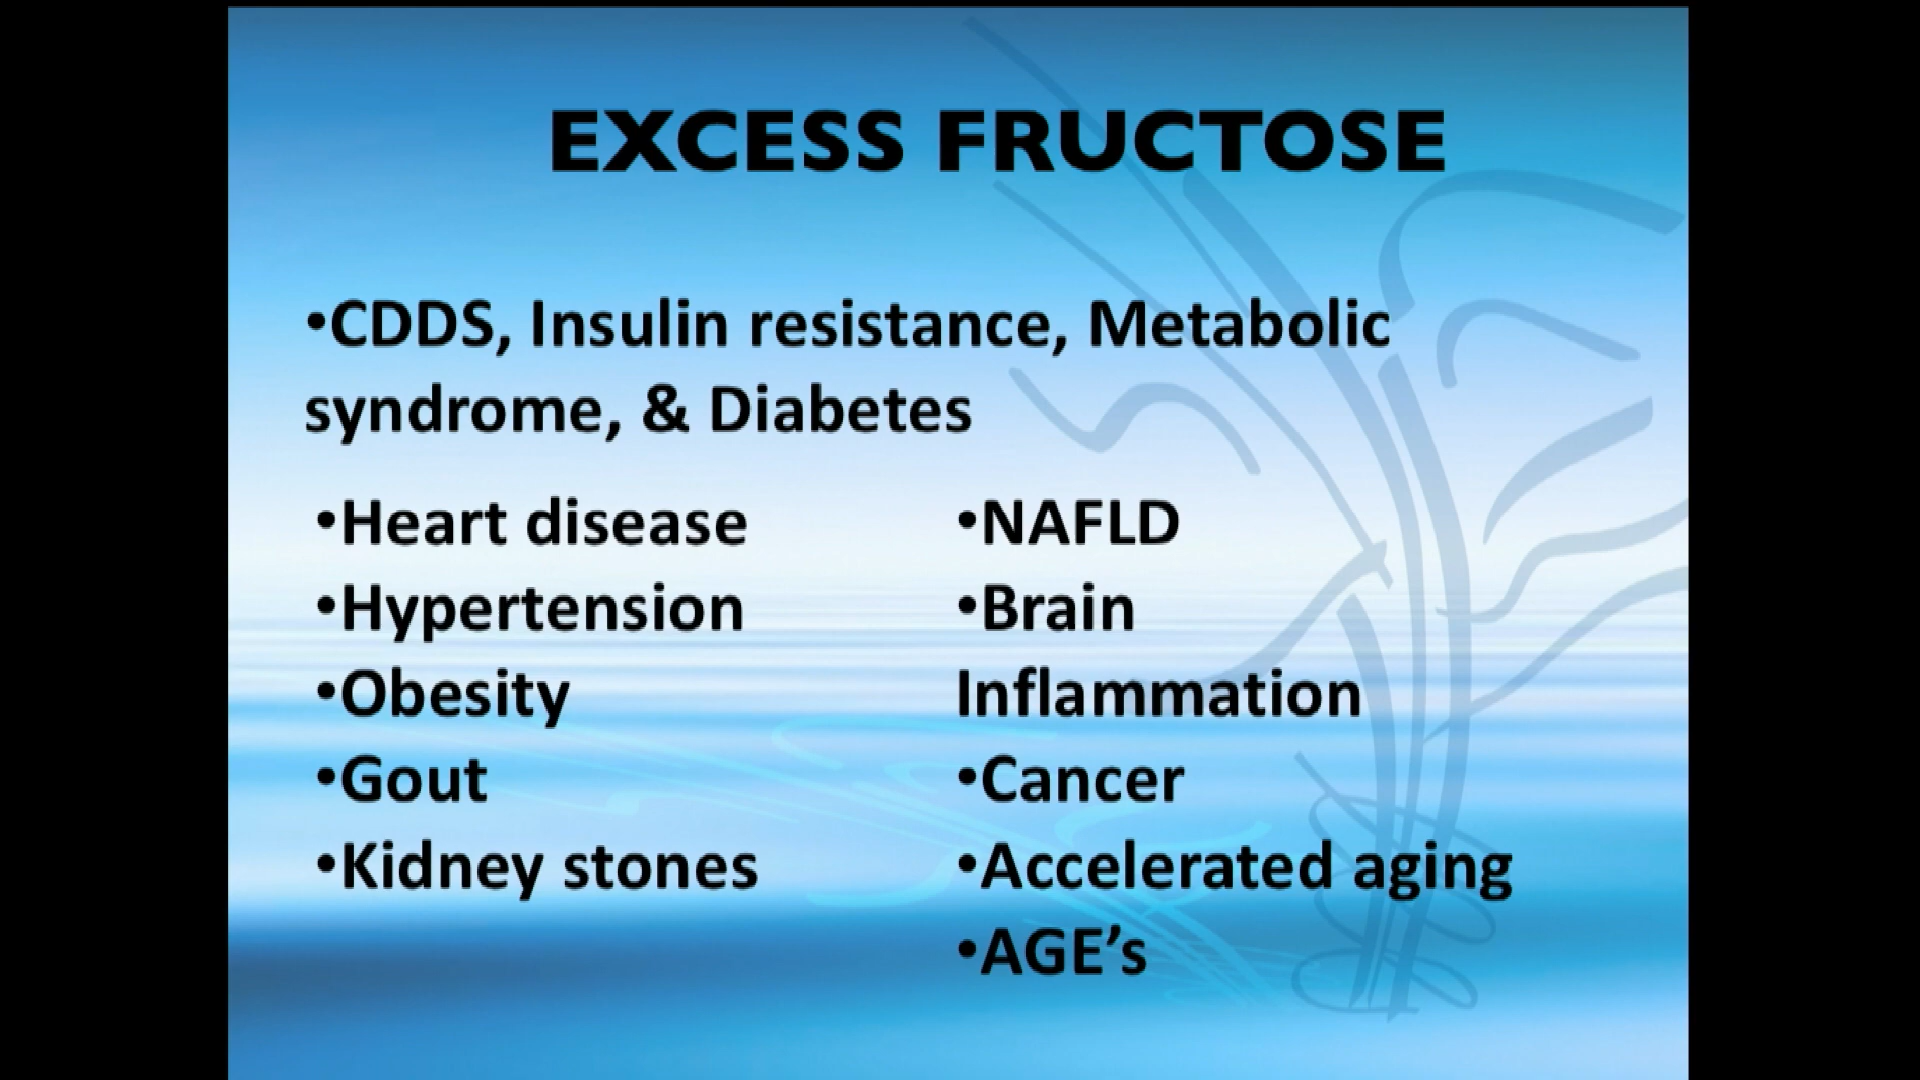 EXCESS FRUCTOSE
•CDDS, Insulin resistance, Metabolic
syndrome, & Diabetes
•Heart disease
•Hypertension
•Obesity
•Gout
•Kidney stones
•NAFLD
•Brain
Inflammation
•Cancer
•Accelerated aging
•AGE’s